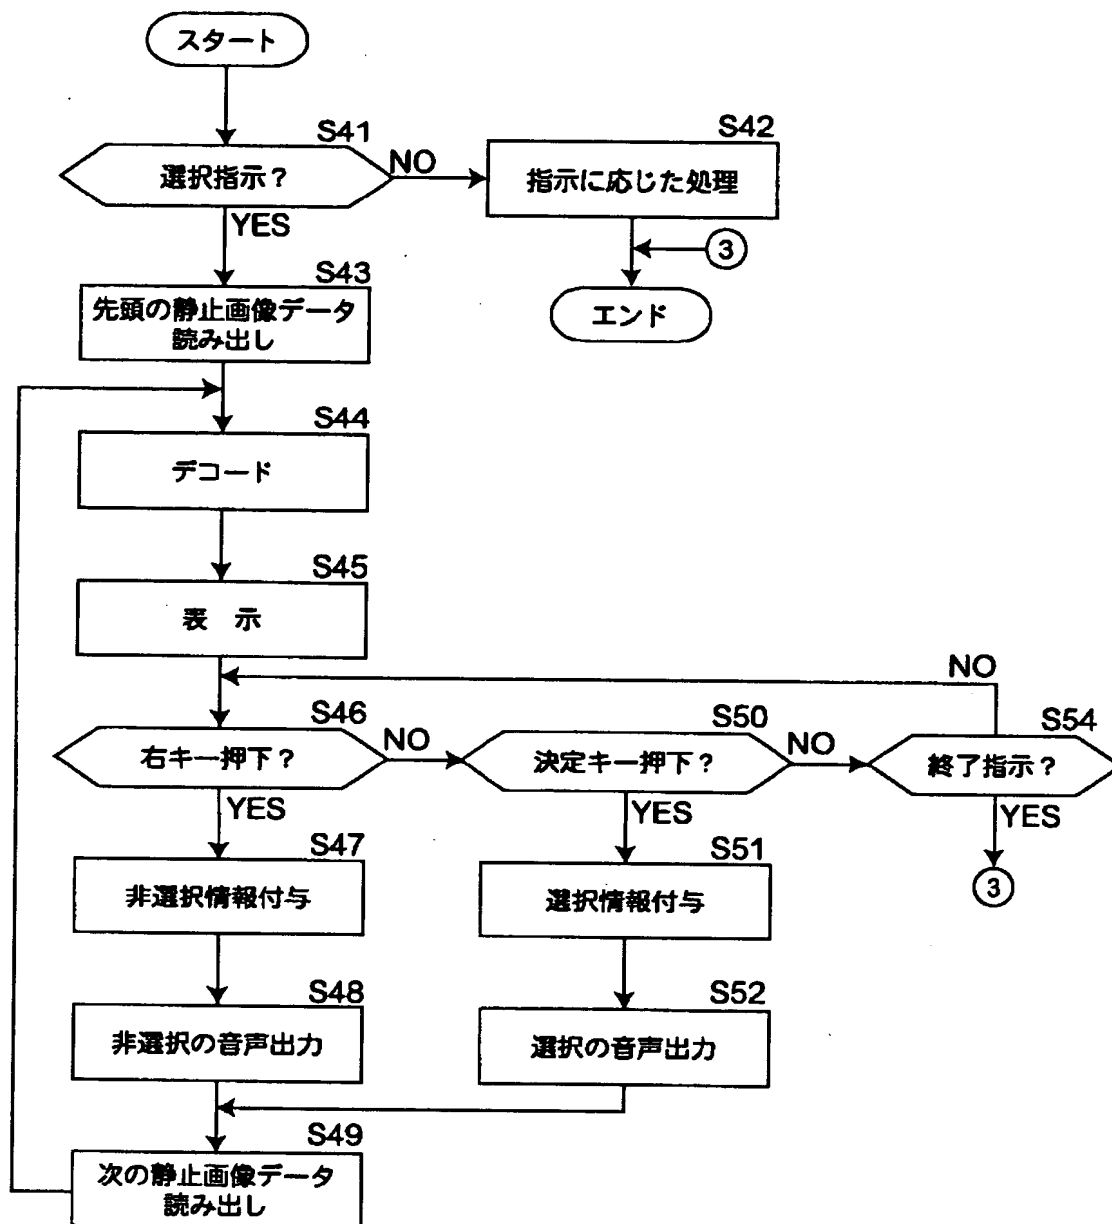 スタート
S41
選択指示？
NO
YES
S42
指示に応じた処理
③
エンド
S43
先頭の静止画像データ
読み出し
S44
デコード
S45
表 示
NO
S46
右キー押下？
NO
YES
S50
決定キー押下？
NO
YES
S54
終了指示？
YES
③
S47
非選択情報付与
S51
選択情報付与
S48
非選択の音声出力
S52
選択の音声出力
S49
次の静止画像データ
読み出し